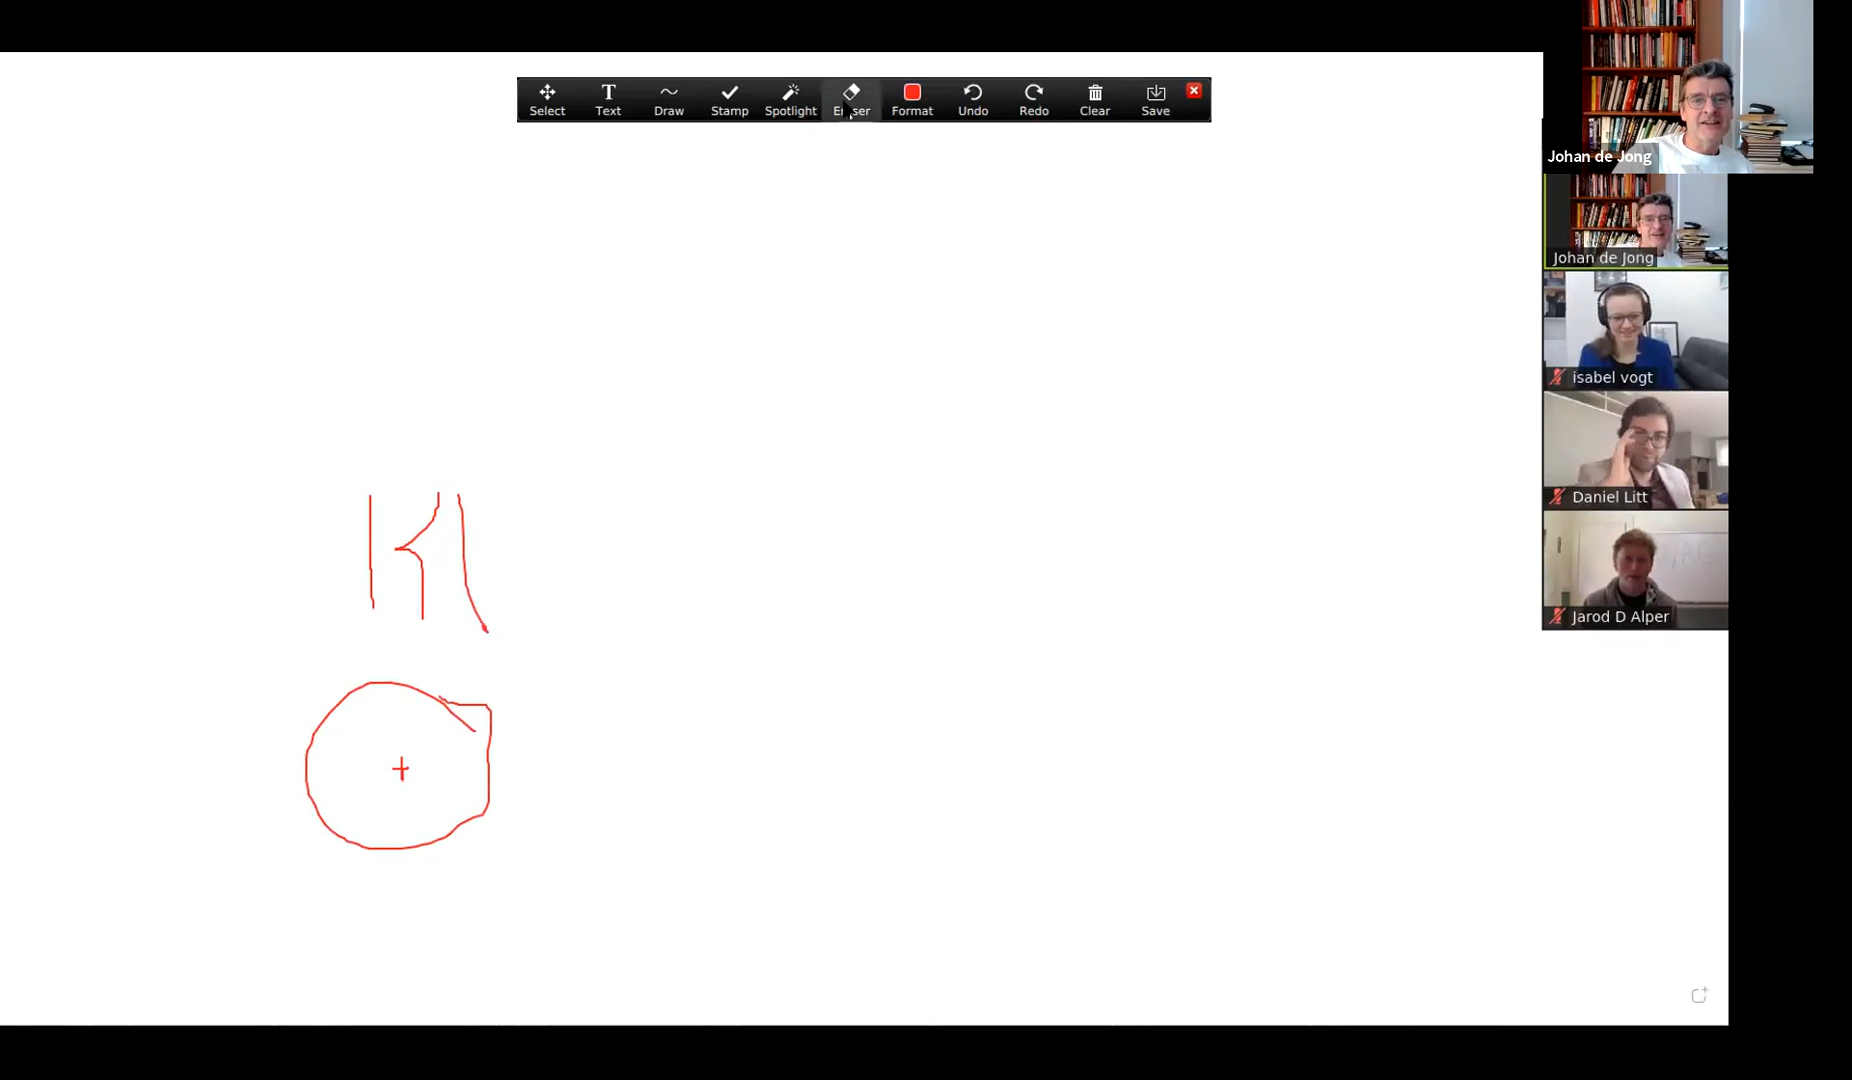 Select Text Draw Stamp Spotlight Eraser Format Undo Redo Clear Save
Johan de Jong
Johan de Jong
isabel vogt
Daniel Litt
Jarod D Alper